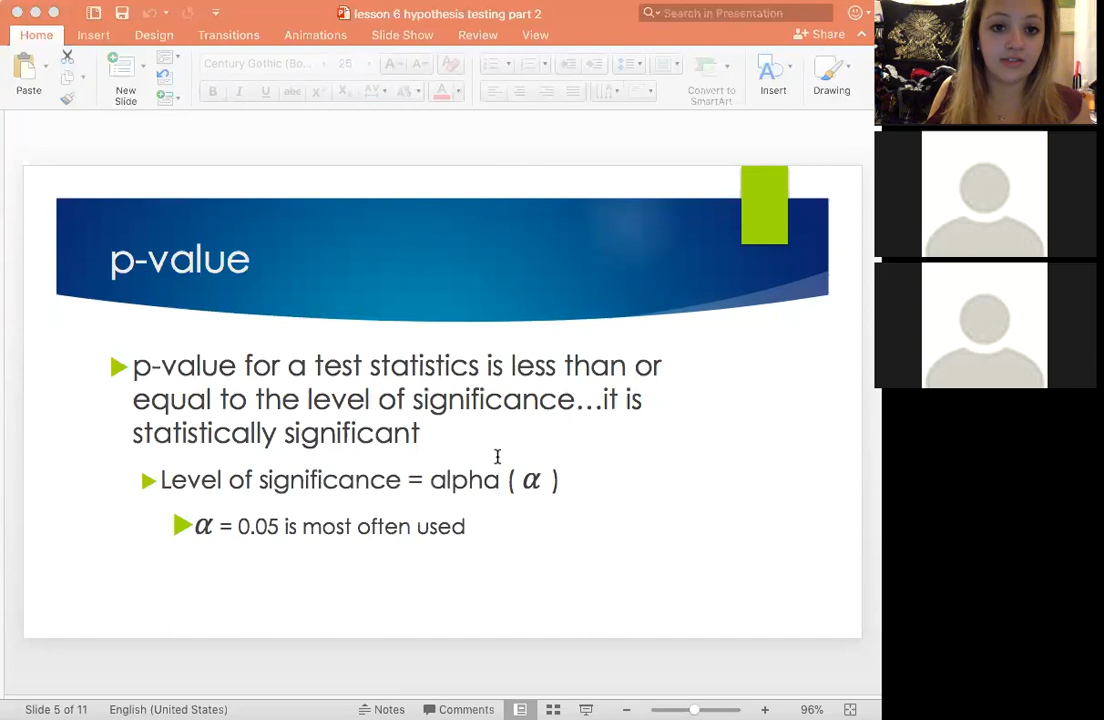 lesson 6 hypothesis testing part 2
Search in Presentation
Home Insert Design Transitions Animations Slide Show Review View
Share
Century Gothic (Bo... 26 A A
Paste
New
Slide
B I U abc X X AV A
Convert to
SmartArt
Insert
Drawing
p-value
p-value for a test statistics is less than or
equal to the level of significance…it is
statistically significant
Level of significance = alpha ( α )
α = 0.05 is most often used
Slide 5 of 11 English (United States) Notes Comments 96%